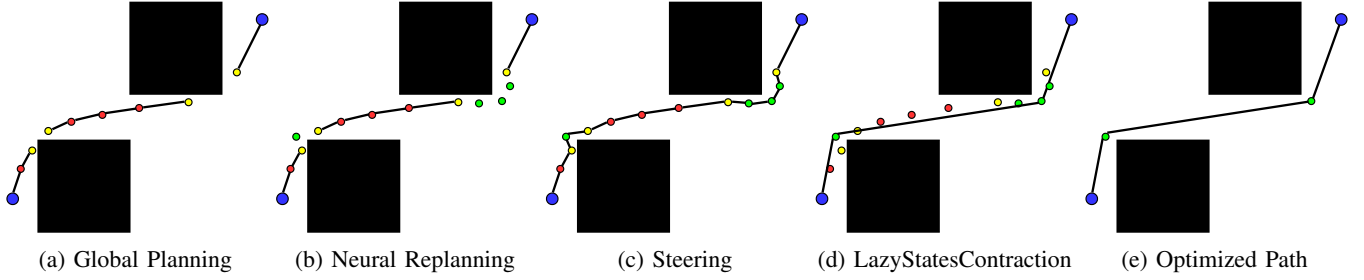 (a) Global Planning
(b) Neural Replanning
(c) Steering
(d) LazyStatesContraction
(e) Optimized Path